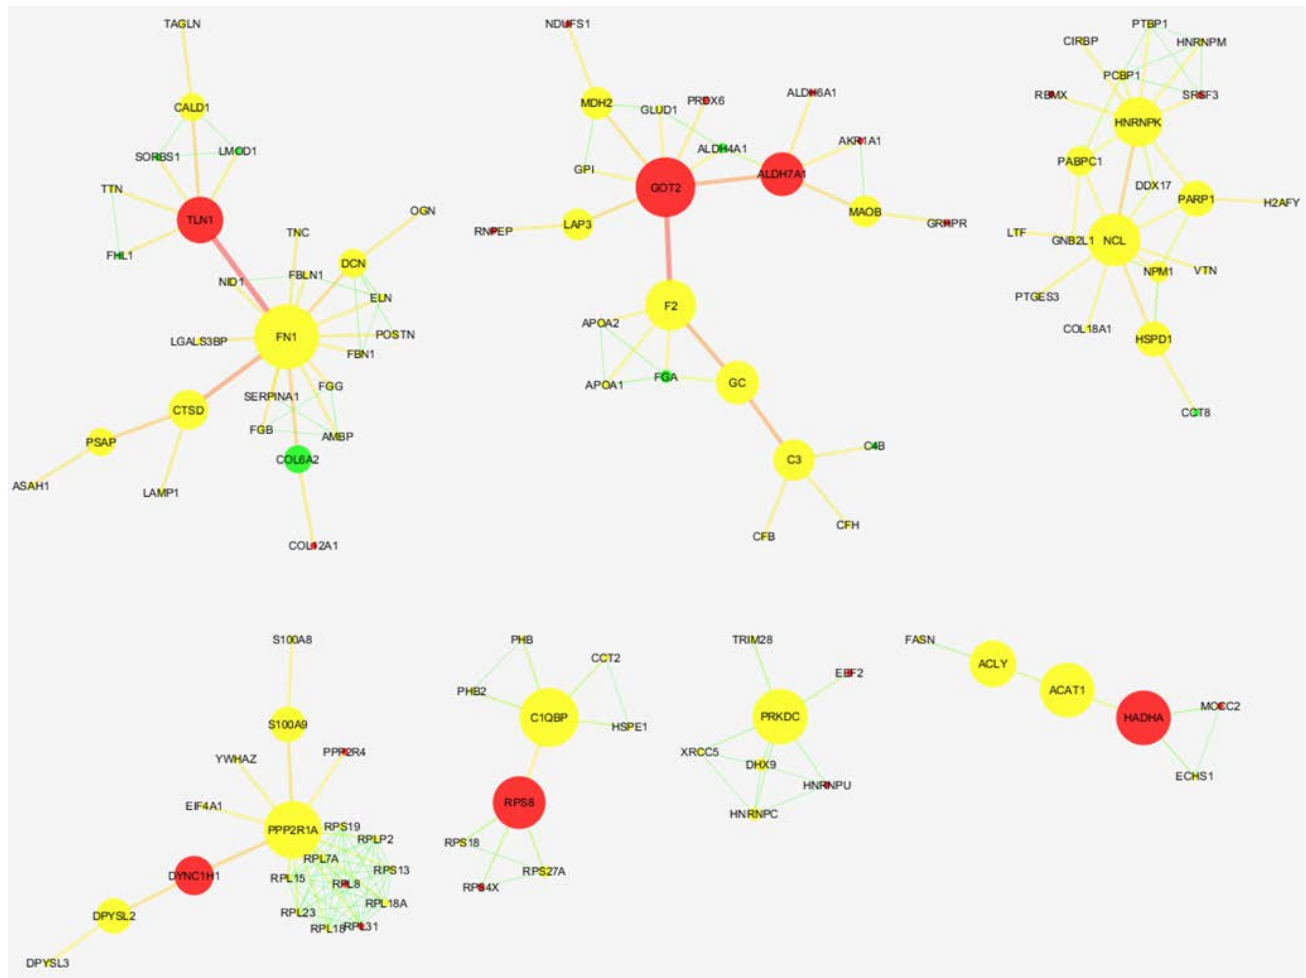 TAGLN
CALD1
SORBS1
LMOD1
TTN
TLN1
FHL1
OGN
TNC
DCN
NID1
FBLN1
ELN
FN1
POSTN
LGALS3BP
FBN1
FGG
SERPINA1
CTSD
FGB
AMBP
PSAP
COL6A2
ASAH1
LAMP1
COL12A1
NDUFS1
MDH2
GLUD1
PRDX6
ALDH6A1
AKR1A1
ALDH4A1
GPI
GOT2
ALDH7A1
MAOB
LAP3
RNPEP
GRHPR
F2
APOA2
APOA1
FGA
GC
C4B
C3
CFB
CFH
PTBP1
CIRBP
HNRNPM
PCBP1
RBMX
SRSF3
HNRNPK
PABPC1
DDX17
PARP1
H2AFY
LTF
GNB2L1
NCL
NPM1
VTN
PTGES3
COL18A1
HSPD1
CCT8
S100A8
S100A9
YWHAZ
PPP2R4
EIF4A1
PPP2R1A
RPS19
RPLP2
RPL7A
RPS13
DYNC1H1
RPL15
RPL8
RPL18A
DPYSL2
RPL23
RPL18
RPL31
DPYSL3
PHB
CCT2
PHB2
C1QBP
HSPE1
RPS8
RPS18
RPS27A
RPS4X
TRIM28
EEF2
PRKDC
XRCC5
DHX9
HNRNPU
HNRNPC
FASN
ACLY
ACAT1
HADHA
MCCC2
ECHS1